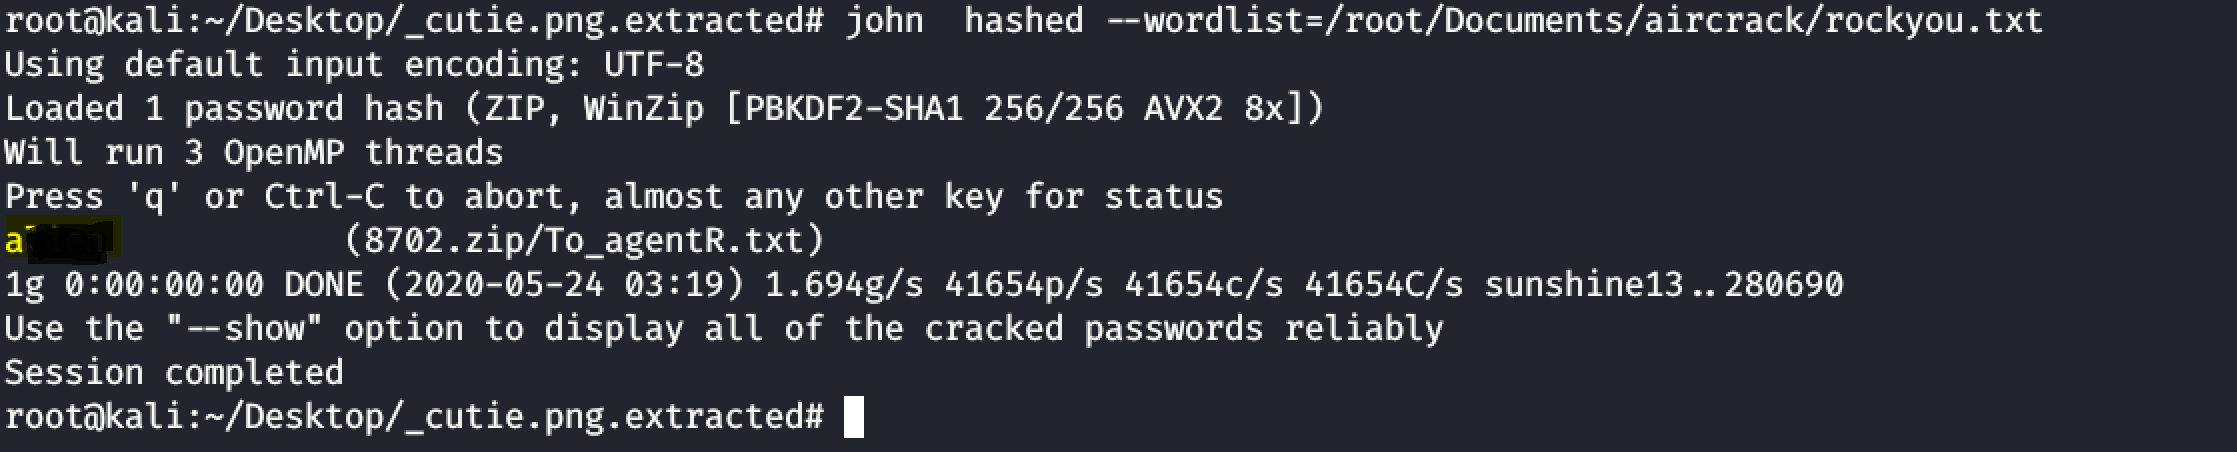 root@kali:~/Desktop/_cutie.png.extracted# john  hashed --wordlist=/root/Documents/aircrack/rockyou.txt
Using default input encoding: UTF-8
Loaded 1 password hash (ZIP, WinZip [PBKDF2-SHA1 256/256 AVX2 8x])
Will run 3 OpenMP threads
Press 'q' or Ctrl-C to abort, almost any other key for status
(8702.zip/To_agentR.txt)
1g 0:00:00:00 DONE (2020-05-24 03:19) 1.694g/s 41654p/s 41654c/s 41654C/s sunshine13..280690
Use the "--show" option to display all of the cracked passwords reliably
Session completed
root@kali:~/Desktop/_cutie.png.extracted#